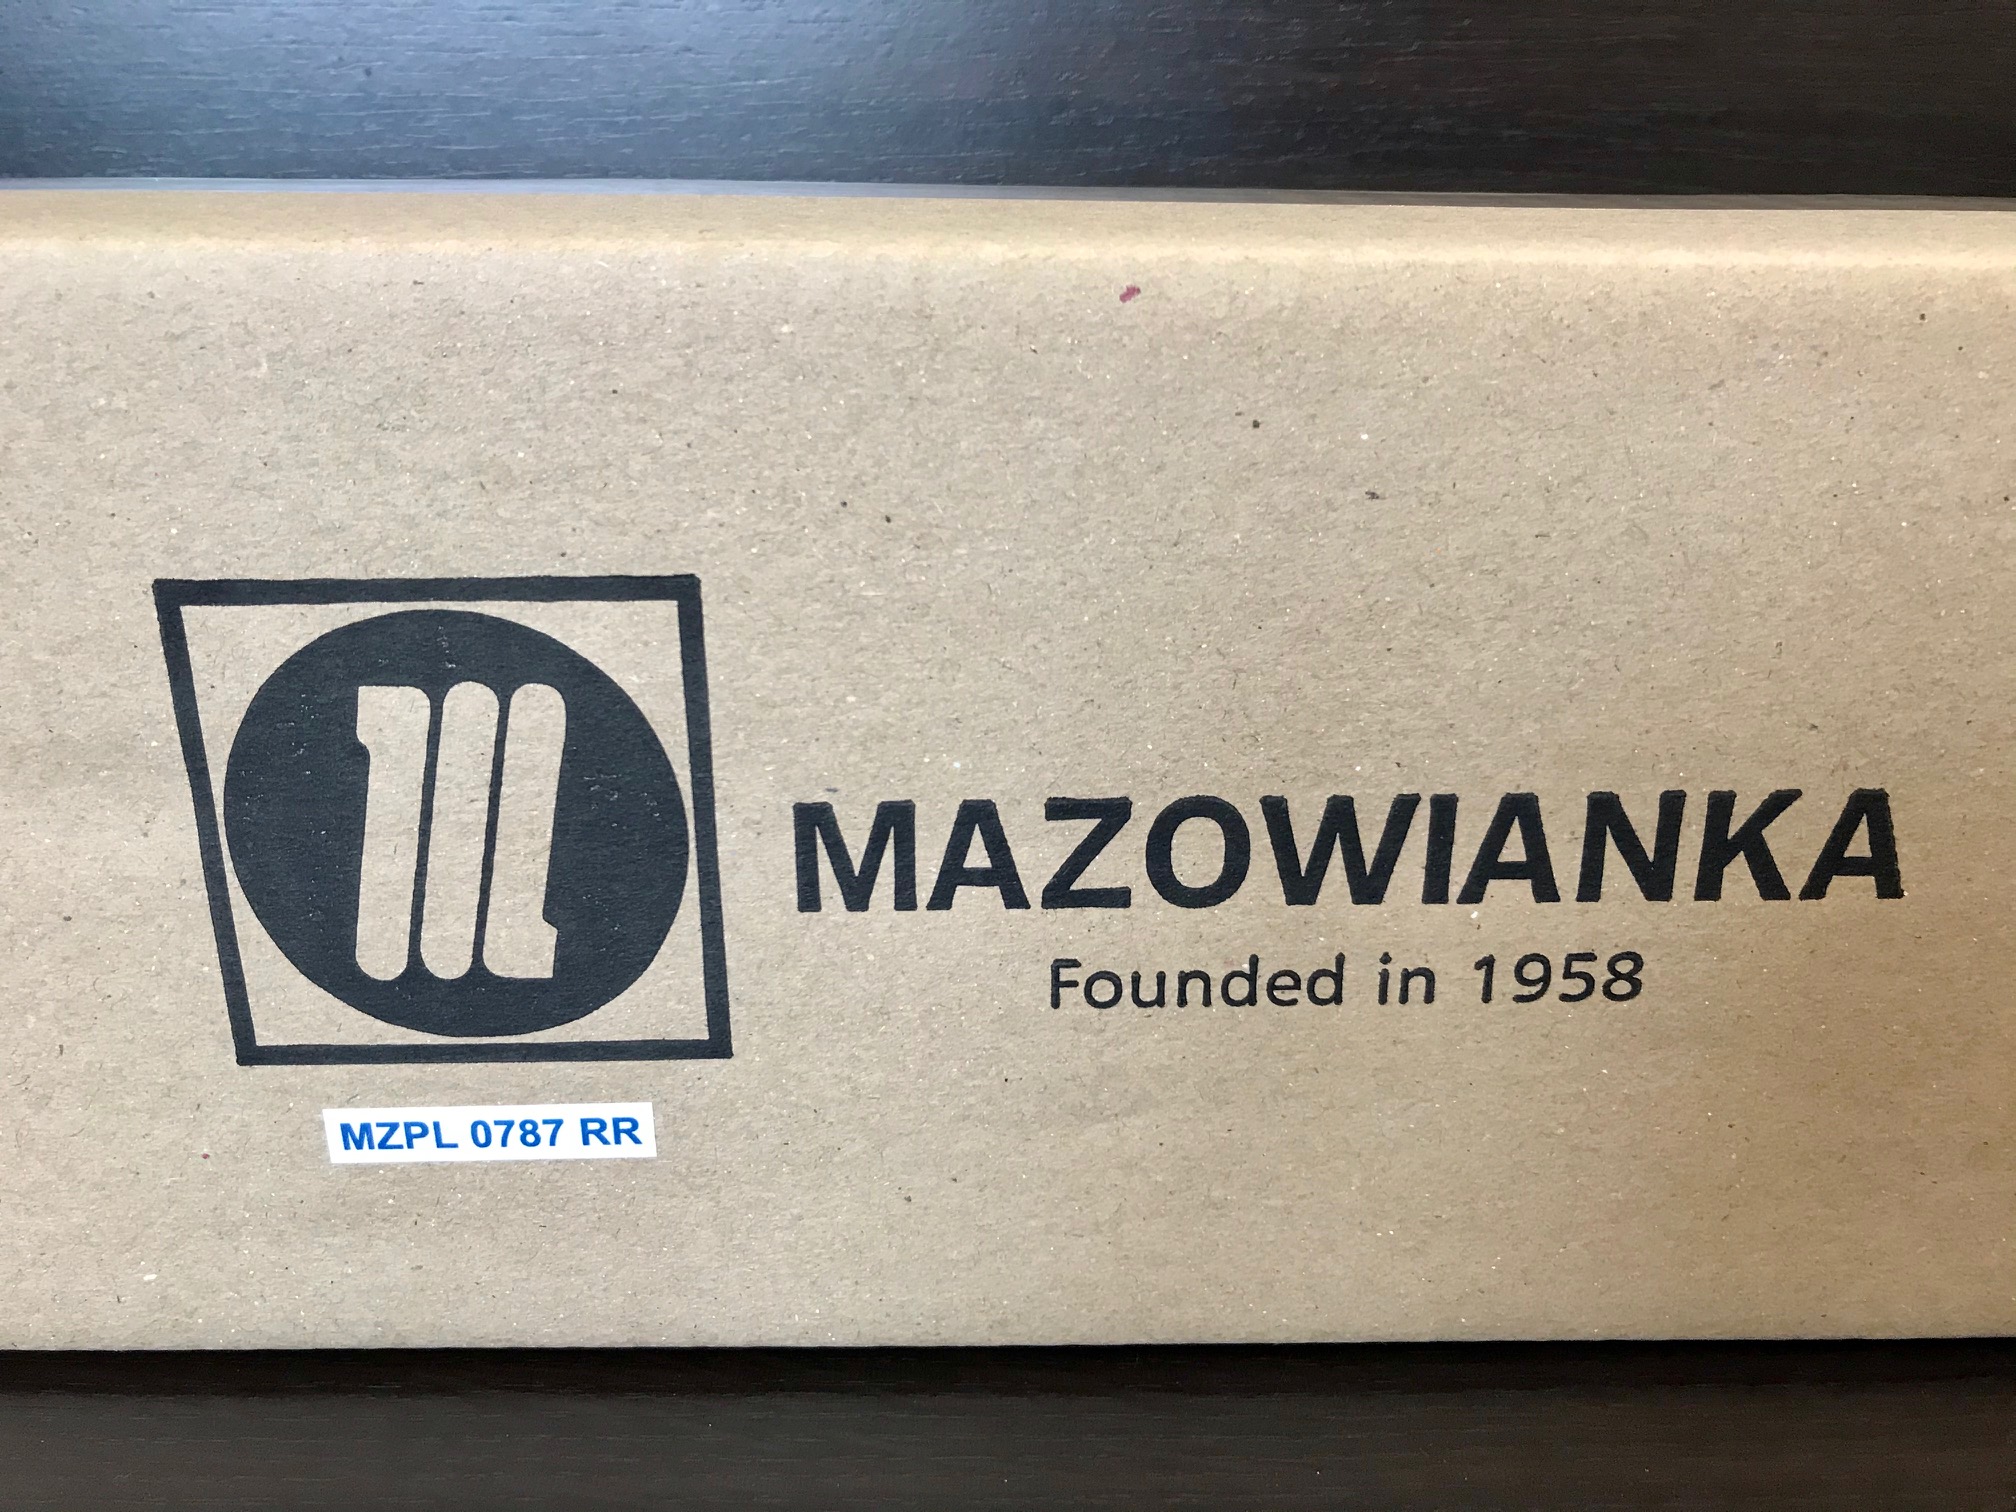 MAZOWIANKA
Founded in 1958
MZPL 0787 RR